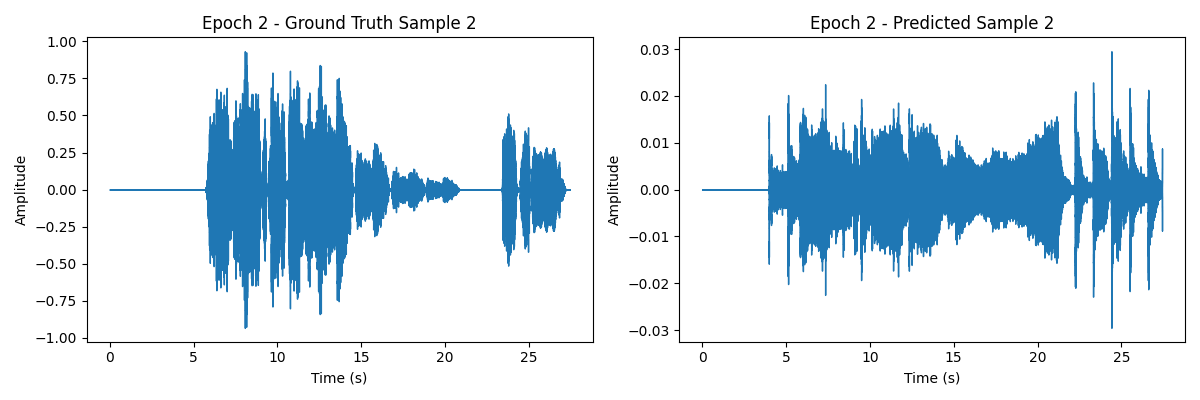 Epoch 2 - Ground Truth Sample 2
1.00
0.75
0.50
0.25
0.00
−0.25
−0.50
−0.75
−1.00
Amplitude
0 5 10 15 20 25
Time (s)
Epoch 2 - Predicted Sample 2
0.03
0.02
0.01
0.00
−0.01
−0.02
−0.03
Amplitude
0 5 10 15 20 25
Time (s)